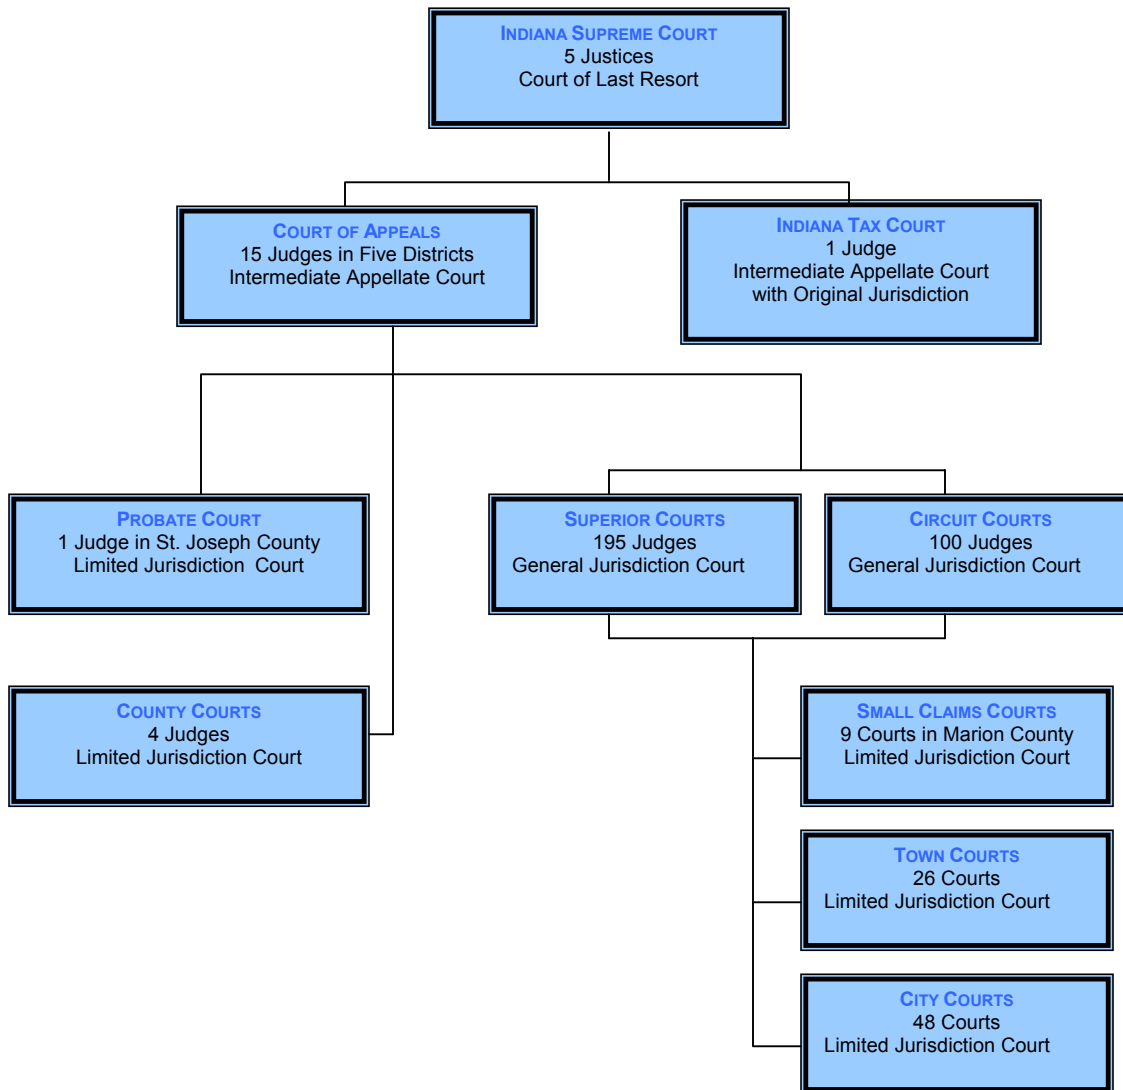 INDIANA SUPREME COURT
5 Justices
Court of Last Resort
COURT OF APPEALS
15 Judges in Five Districts
Intermediate Appellate Court
INDIANA TAX COURT
1 Judge
Intermediate Appellate Court
with Original Jurisdiction
PROBATE COURT
1 Judge in St. Joseph County
Limited Jurisdiction Court
SUPERIOR COURTS
195 Judges
General Jurisdiction Court
CIRCUIT COURTS
100 Judges
General Jurisdiction Court
COUNTY COURTS
4 Judges
Limited Jurisdiction Court
SMALL CLAIMS COURTS
9 Courts in Marion County
Limited Jurisdiction Court
TOWN COURTS
26 Courts
Limited Jurisdiction Court
CITY COURTS
48 Courts
Limited Jurisdiction Court